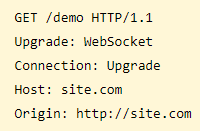 GET /demo HTTP/1.1
Upgrade: WebSocket
Connection: Upgrade
Host: site.com
Origin: http://site.com